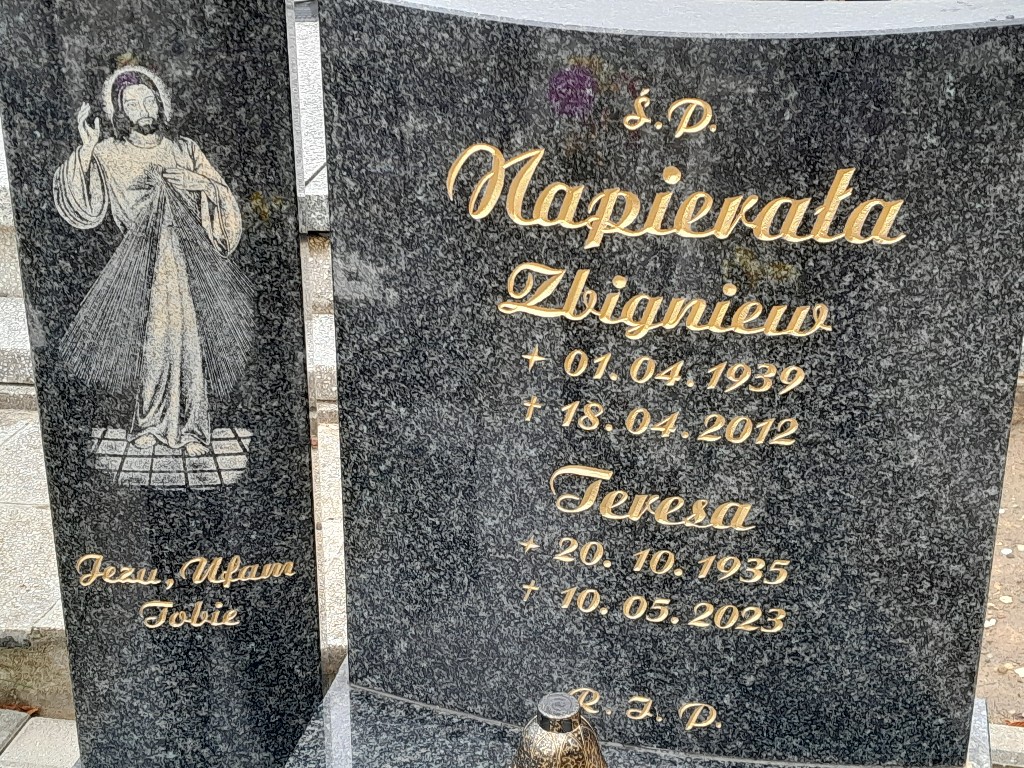 Jezu, Ufam
Tobie
Ś. P.
Napierała
Zbigniew
+ 01. 04. 1939
† 18. 04. 2012
Teresa
+ 20. 10. 1935
† 10. 05. 2023
R. I. P.